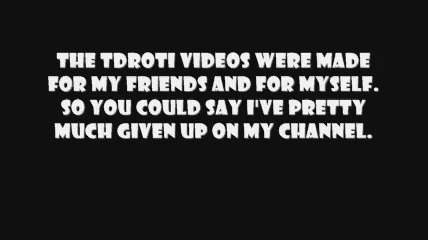 THE TDROTI VIDEOS WERE MADE
FOR MY FRIENDS AND FOR MYSELF.
SO YOU COULD SAY I'VE PRETTY
MUCH GIVEN UP ON MY CHANNEL.